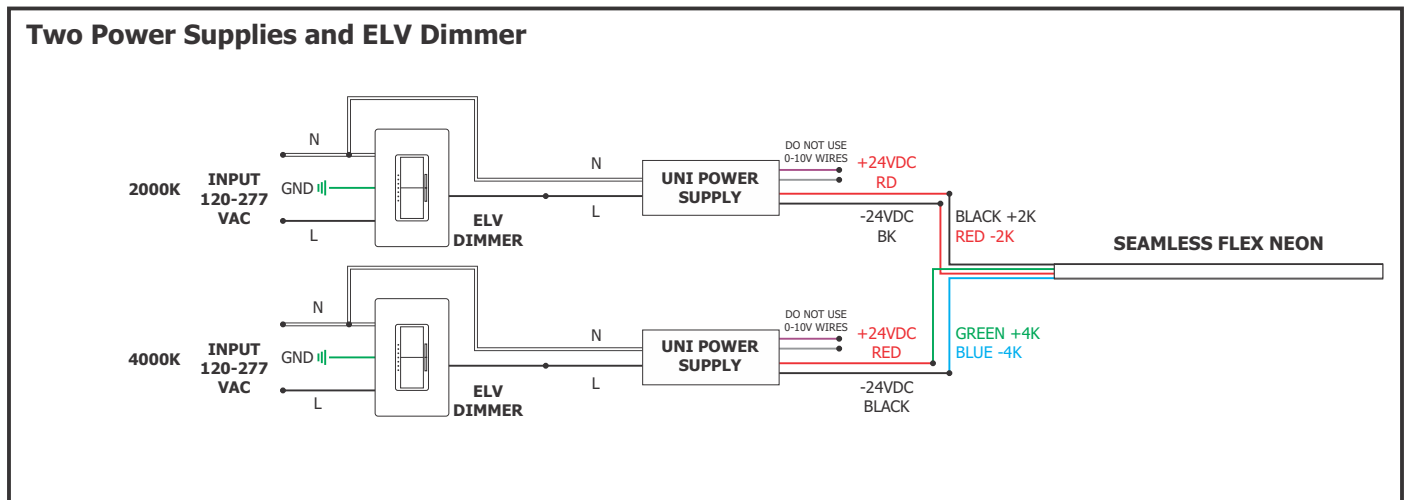 Two Power Supplies and ELV Dimmer
2000K
INPUT
120-277
VAC
N
GND
L
ELV
DIMMER
N
L
UNI POWER
SUPPLY
DO NOT USE
0-10V WIRES
+24VDC
RD
-24VDC
BK
BLACK +2K
RED -2K
SEAMLESS FLEX NEON
4000K
INPUT
120-277
VAC
N
GND
L
ELV
DIMMER
N
L
UNI POWER
SUPPLY
DO NOT USE
0-10V WIRES
+24VDC
RED
-24VDC
BLACK
GREEN +4K
BLUE -4K